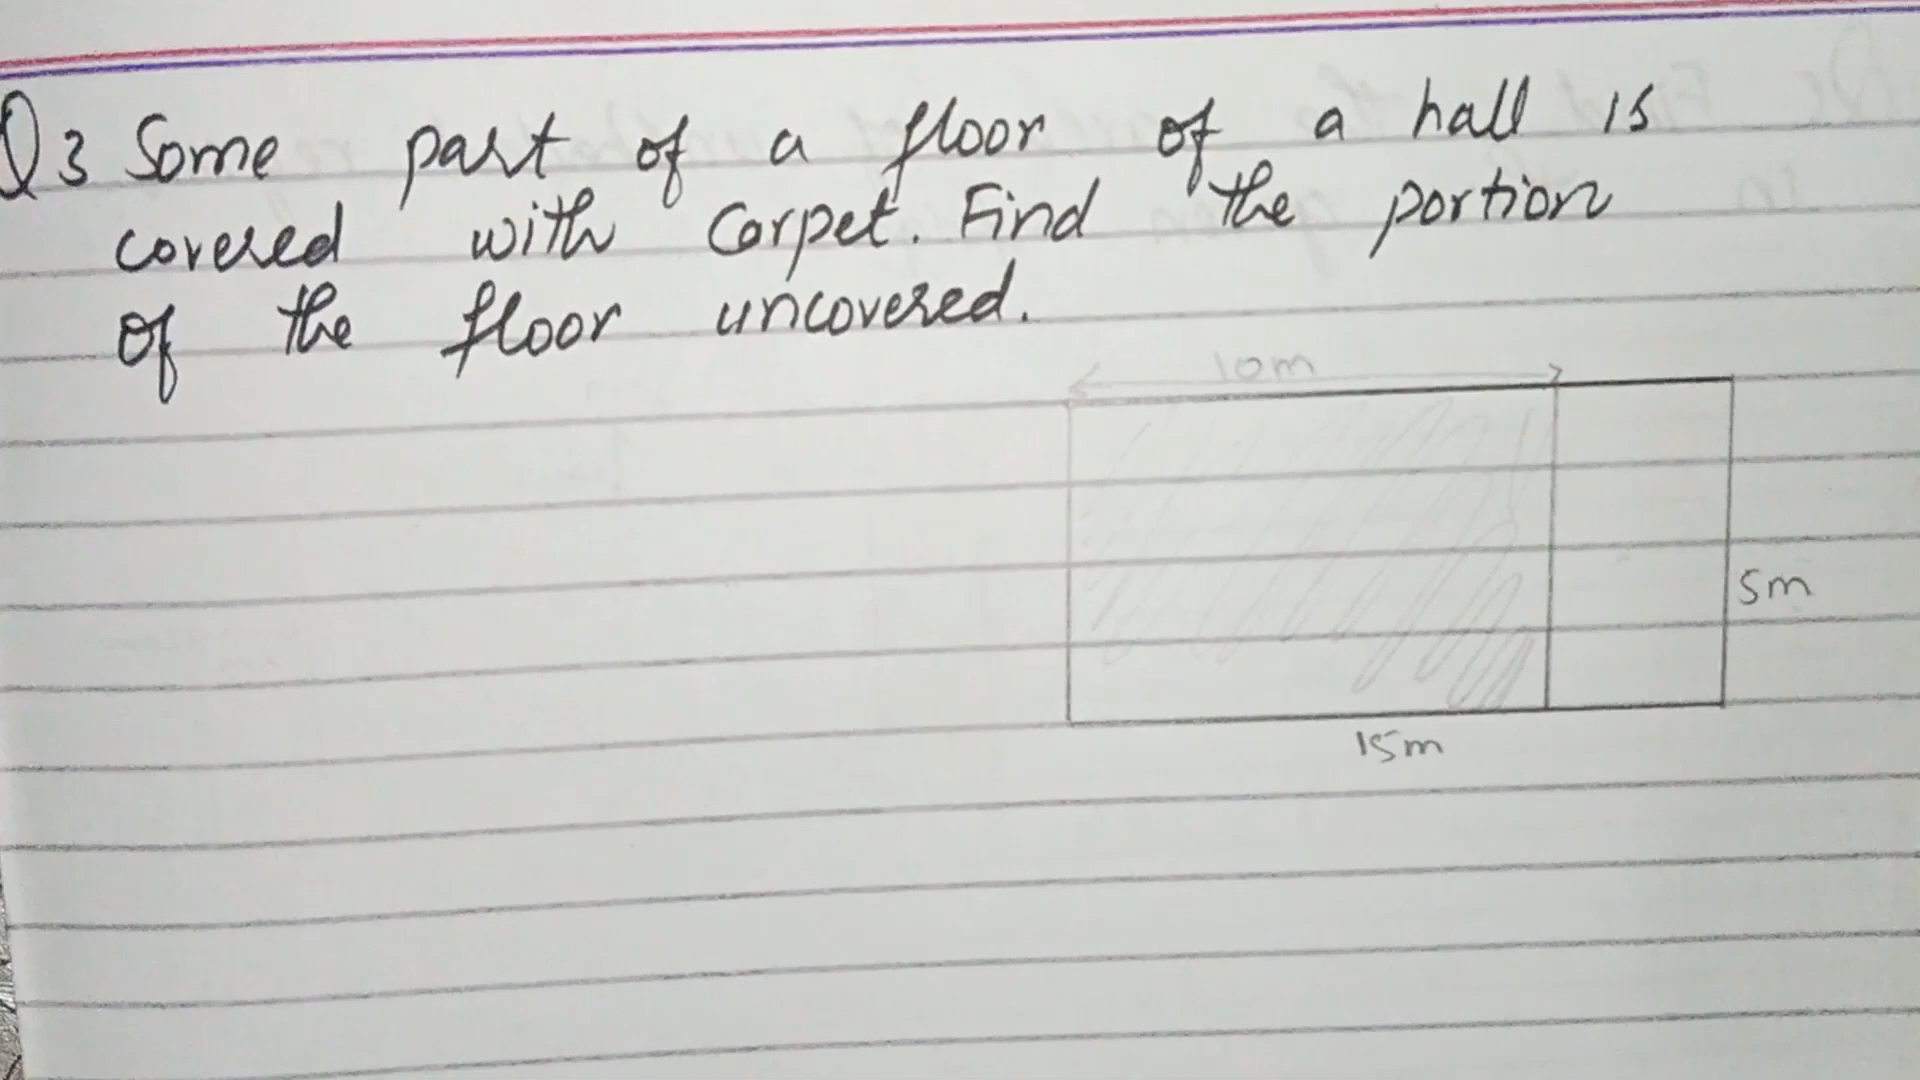 Q3 Some part of a floor of a hall is
covered with carpet. Find the portion
of the floor uncovered.
10m
5m
15m